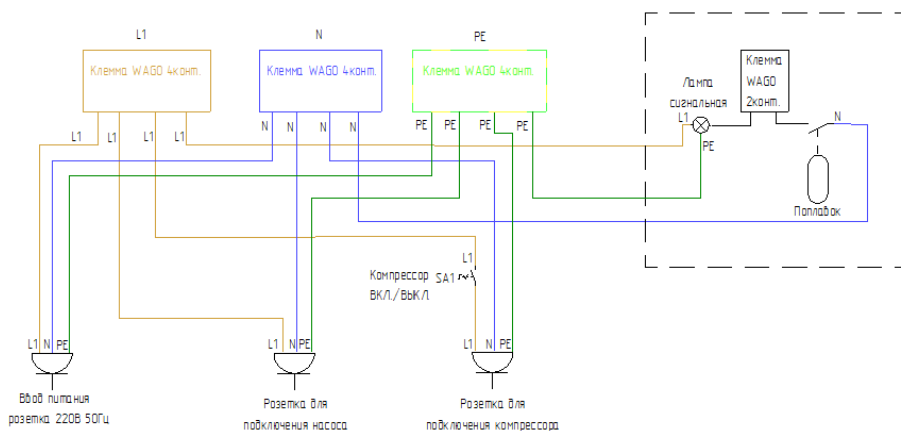 L1
N
PE
Клемма WAGO 4конт.
Клемма WAGO 4конт.
Клемма WAGO 4конт.
Клемма
WAGO
2конт.
Лампа
сигнальная
L1
N
PE
Поплавок
L1
L1
L1
L1
N
N
N
N
PE
PE
PE
PE
L1
Компрессор
ВКЛ./ВЫКЛ.
SA1
L1
N
PE
L1
N
PE
L1
N
PE
Ввод питания
розетка 220В 50Гц
Розетка для
подключения насоса
Розетка для
подключения компрессора